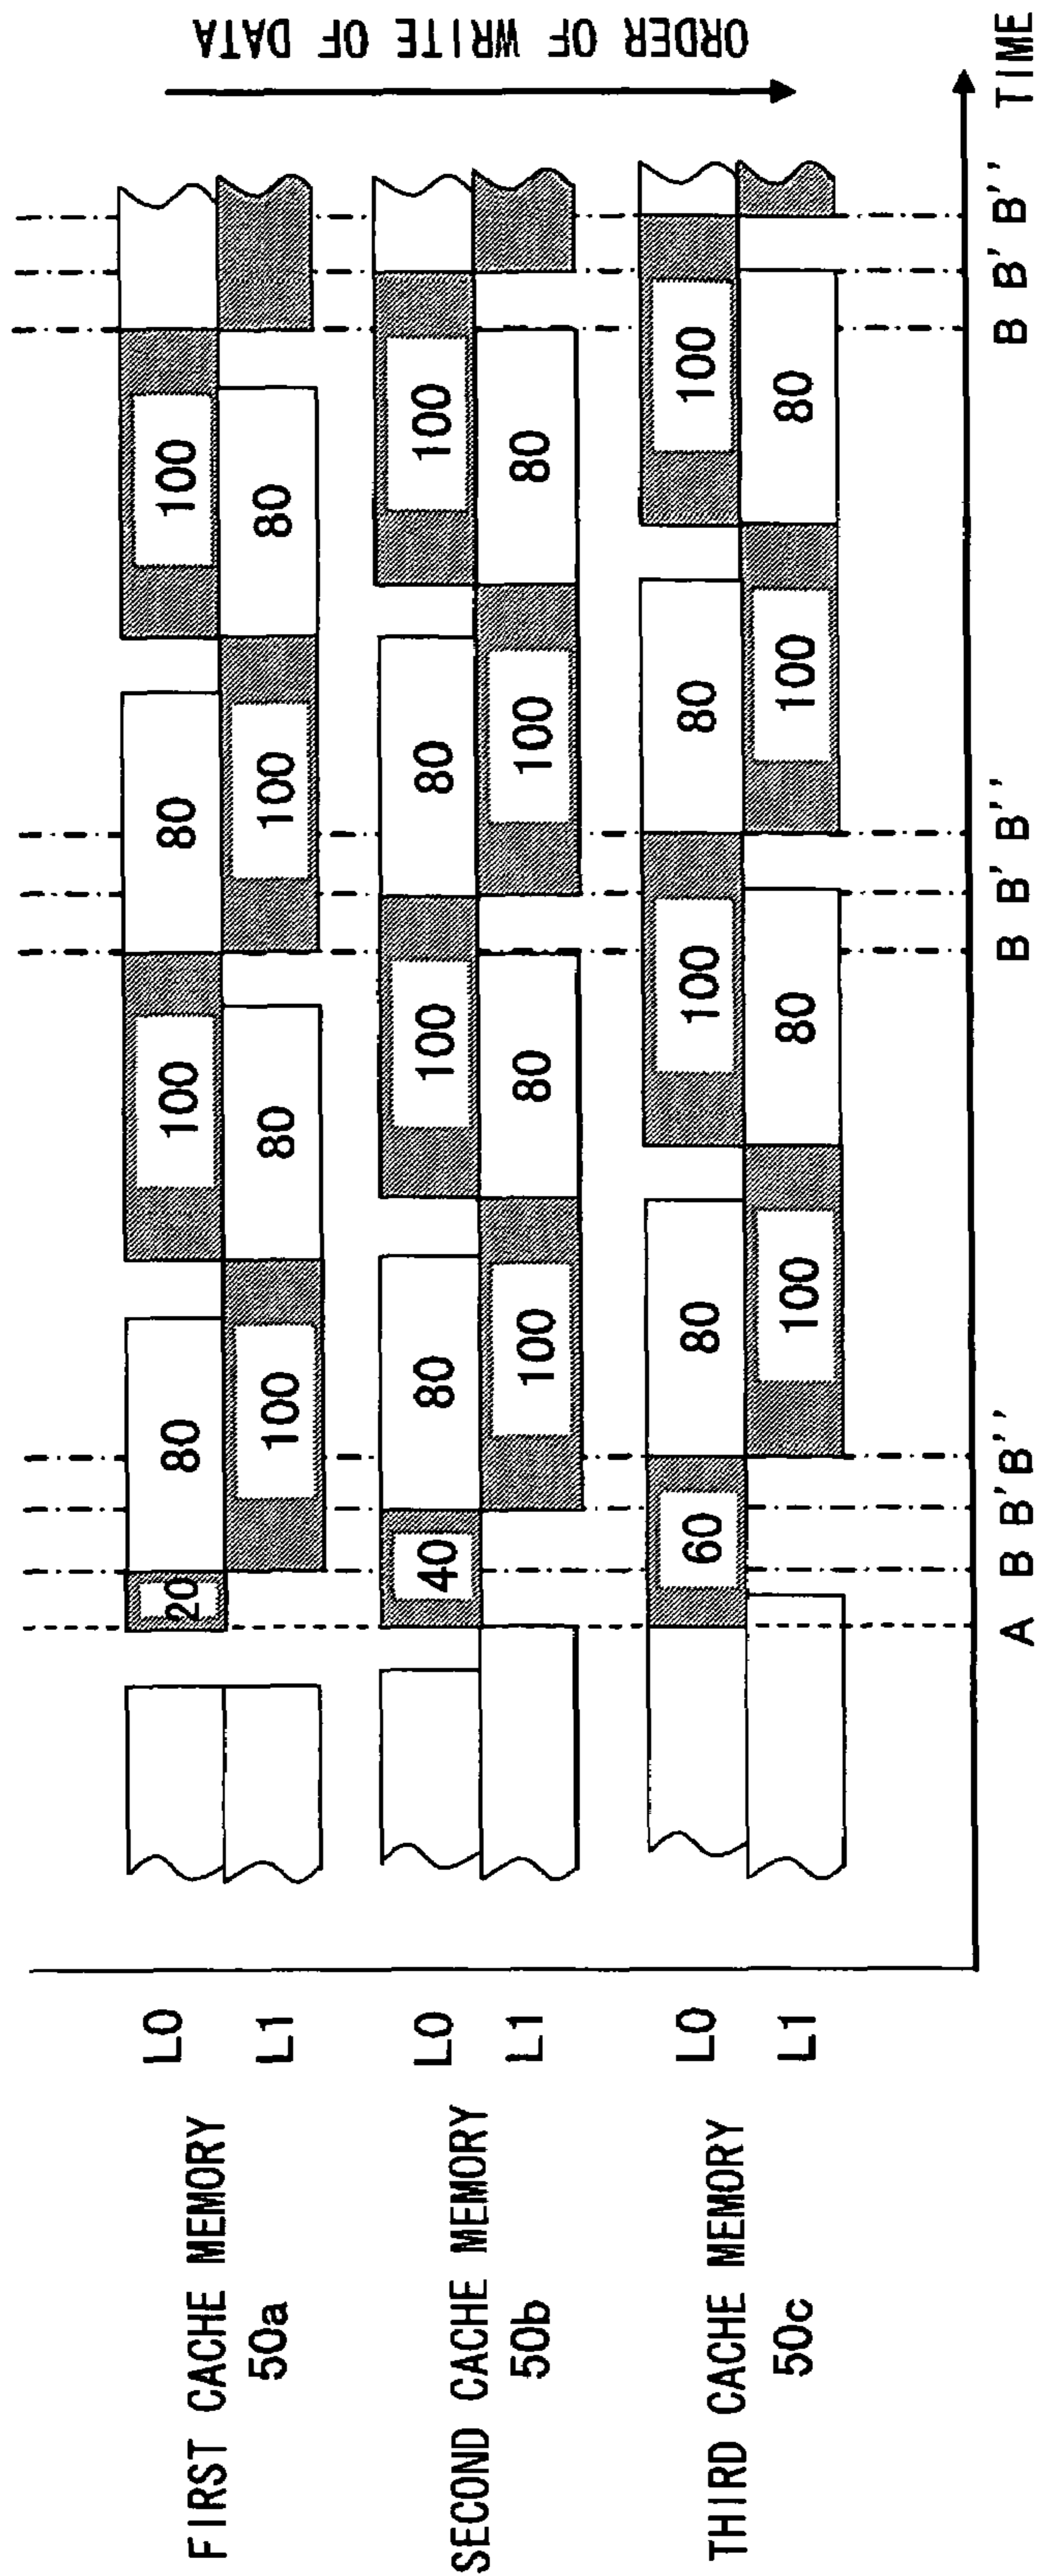 ORDER OF WRITE OF DATA
FIRST CACHE MEMORY
50a
L0
20
80
100
80
100
L1
100
80
100
80
SECOND CACHE MEMORY
50b
L0
40
80
100
80
100
L1
100
80
100
80
THIRD CACHE MEMORY
50c
L0
60
80
100
80
100
L1
100
80
100
80
A B B' B'' B B' B'' B B' B'' TIME